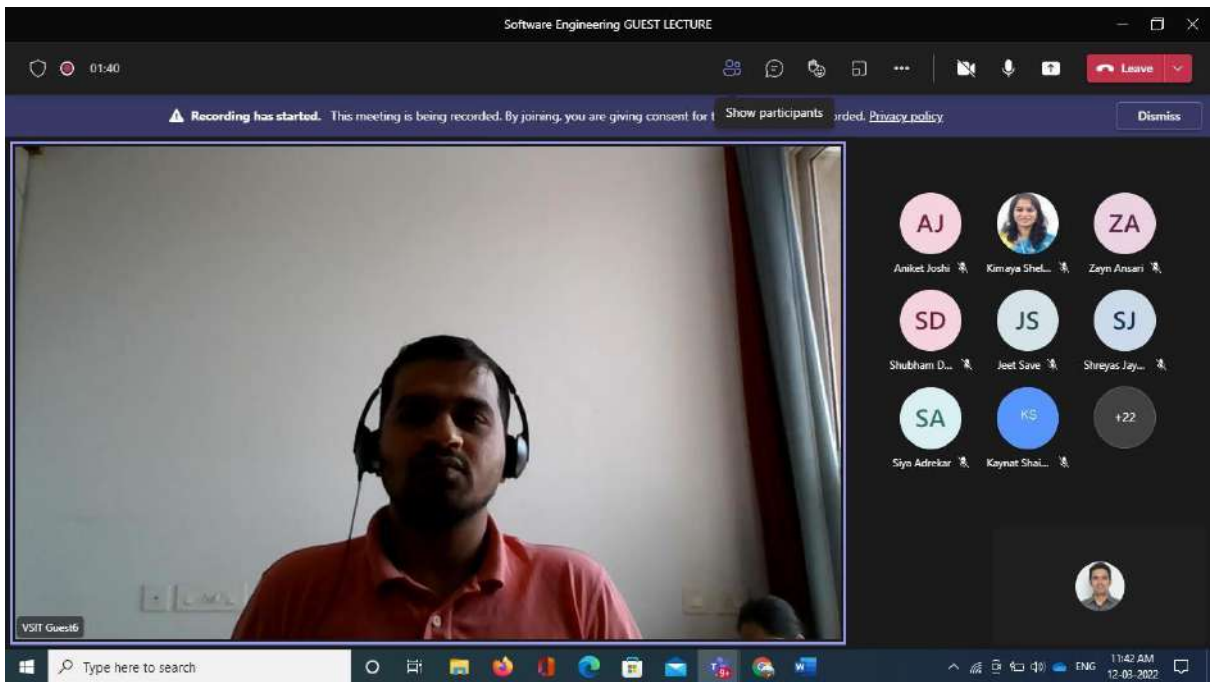 Software Engineering GUEST LECTURE
01:40
Leave
Recording has started. This meeting is being recorded. By joining, you are giving consent for t
Show participants
orded. Privacy policy
Dismiss
AJ
ZA
Aniket Joshi
Kimaya Shel...
Zayn Ansari
SD
JS
SJ
Shubham D...
Jeet Save
Shreyas Jay...
SA
KS
+22
Siya Adrekar
Kaynat Shai...
VSIT Guest6
Type here to search
9+
ENG
11:42 AM
12-03-2022